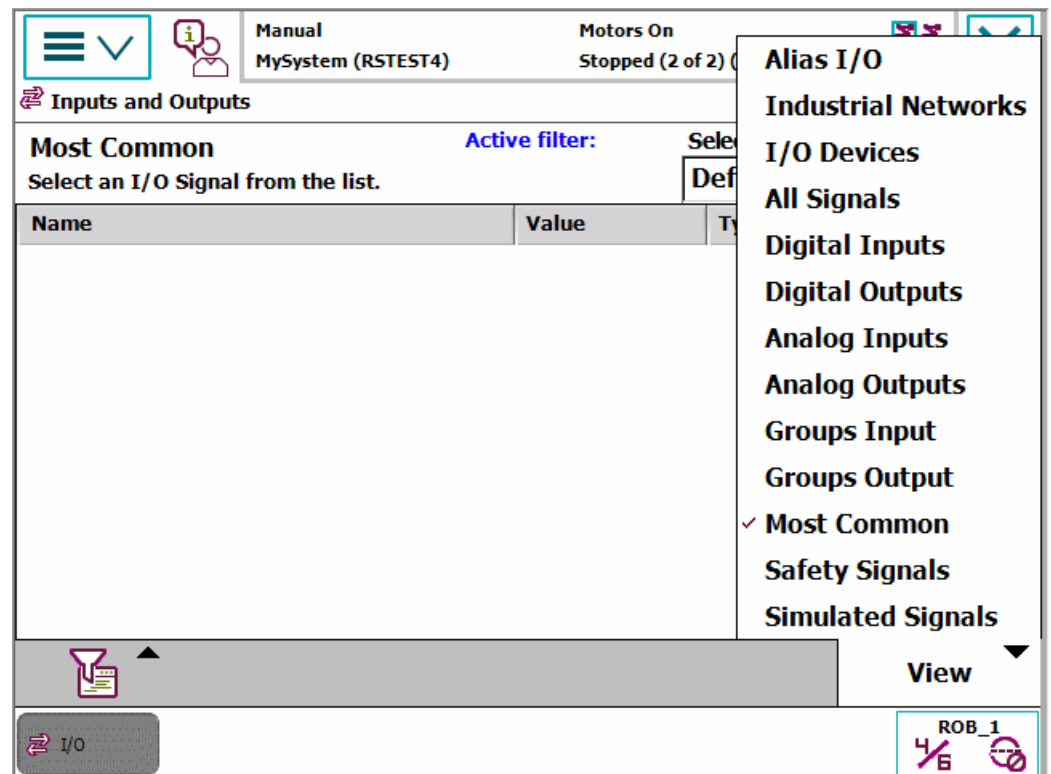 Manual
Motors On
MySystem (RSTEST4)
Stopped (2 of 2) (
Inputs and Outputs
Most Common
Active filter:
Select an I/O Signal from the list.
Name
Value
Alias I/O
Industrial Networks
I/O Devices
All Signals
Digital Inputs
Digital Outputs
Analog Inputs
Analog Outputs
Groups Input
Groups Output
Most Common
Safety Signals
Simulated Signals
View
I/O
ROB_1